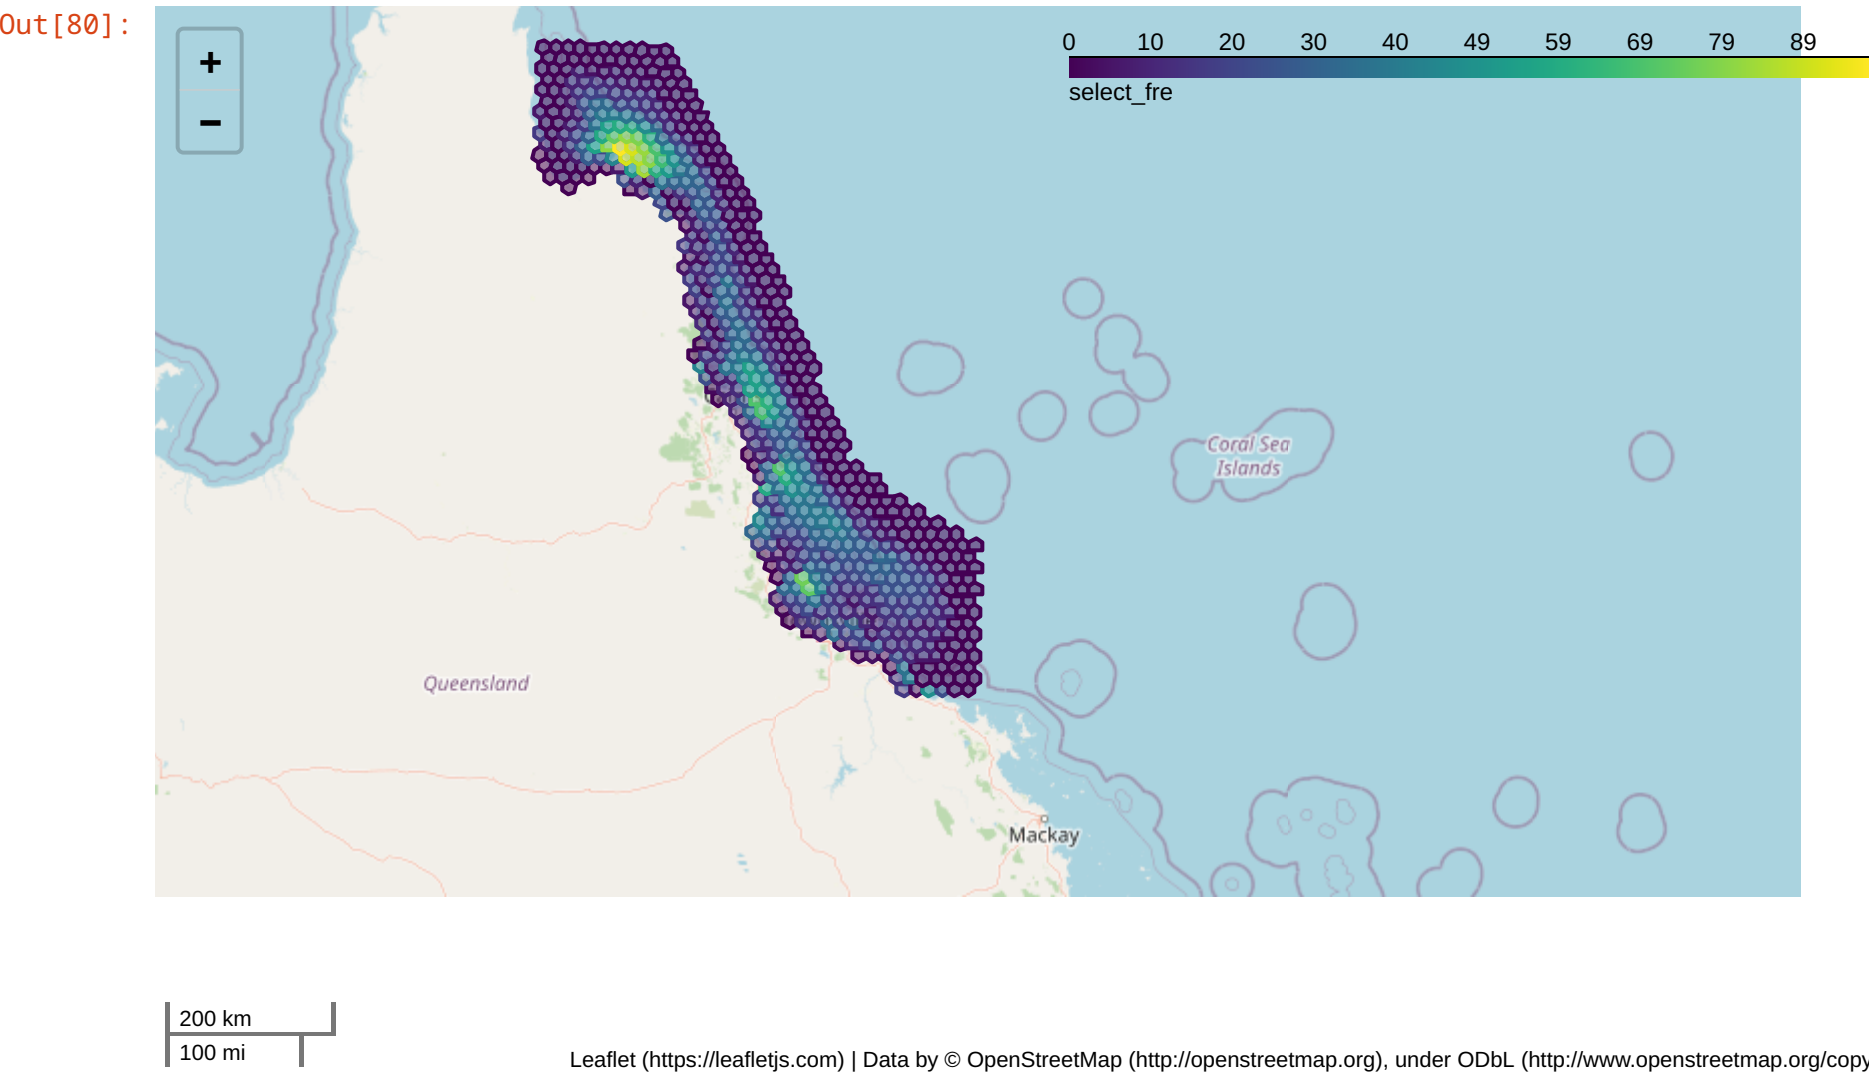 Out[80]:
+
−
0 10 20 30 40 49 59 69 79 89
select_fre
Coral Sea
Islands
Queensland
Mackay
200 km
100 mi
Leaflet (https://leafletjs.com) | Data by © OpenStreetMap (http://openstreetmap.org), under ODbL (http://www.openstreetmap.org/copy